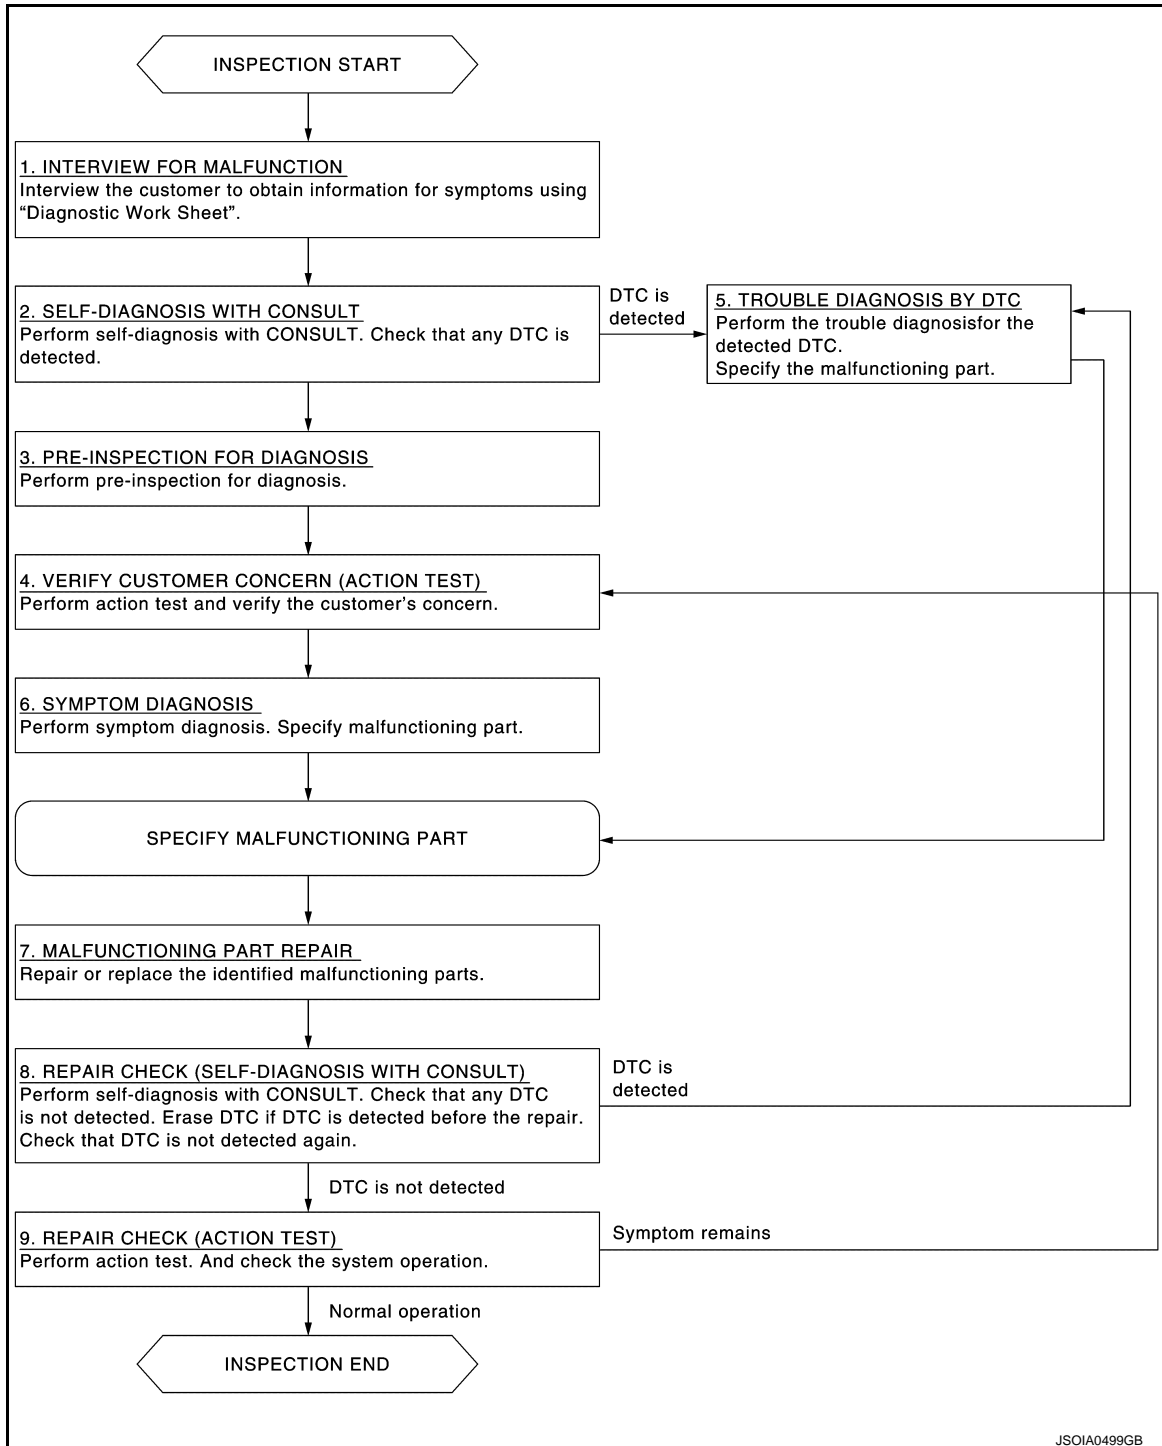 INSPECTION START
1. INTERVIEW FOR MALFUNCTION
Interview the customer to obtain information for symptoms using
“Diagnostic Work Sheet”.
2. SELF-DIAGNOSIS WITH CONSULT
Perform self-diagnosis with CONSULT. Check that any DTC is
detected.
DTC is
detected
5. TROUBLE DIAGNOSIS BY DTC
Perform the trouble diagnosisfor the
detected DTC.
Specify the malfunctioning part.
3. PRE-INSPECTION FOR DIAGNOSIS
Perform pre-inspection for diagnosis.
4. VERIFY CUSTOMER CONCERN (ACTION TEST)
Perform action test and verify the customer’s concern.
6. SYMPTOM DIAGNOSIS
Perform symptom diagnosis. Specify malfunctioning part.
SPECIFY MALFUNCTIONING PART
7. MALFUNCTIONING PART REPAIR
Repair or replace the identified malfunctioning parts.
8. REPAIR CHECK (SELF-DIAGNOSIS WITH CONSULT)
Perform self-diagnosis with CONSULT. Check that any DTC
is not detected. Erase DTC if DTC is detected before the repair.
Check that DTC is not detected again.
DTC is
detected
DTC is not detected
9. REPAIR CHECK (ACTION TEST)
Perform action test. And check the system operation.
Symptom remains
Normal operation
INSPECTION END
JSOIA0499GB